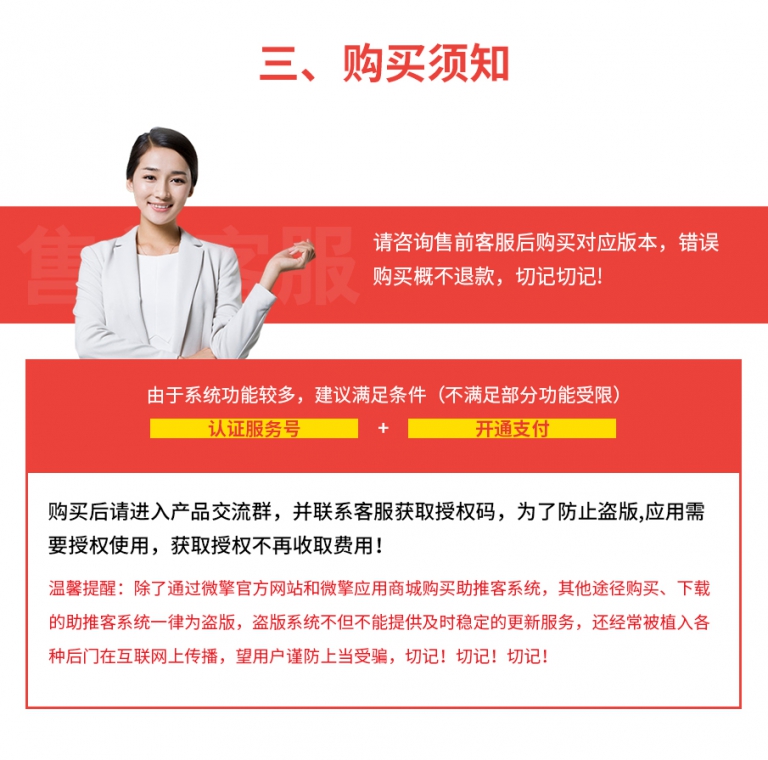 三、购买须知
售 客服
请咨询售前客服后购买对应版本，错误
购买概不退款，切记切记!
由于系统功能较多，建议满足条件（不满足部分功能受限）
认证服务号 + 开通支付
购买后请进入产品交流群，并联系客服获取授权码，为了防止盗版,应用需
要授权使用，获取授权不再收取费用！
温馨提醒：除了通过微擎官方网站和微擎应用商城购买助推客系统，其他途径购买、下载
的助推客系统一律为盗版，盗版系统不但不能提供及时稳定的更新服务，还经常被植入各
种后门在互联网上传播，望用户谨防上当受骗，切记！切记！切记！